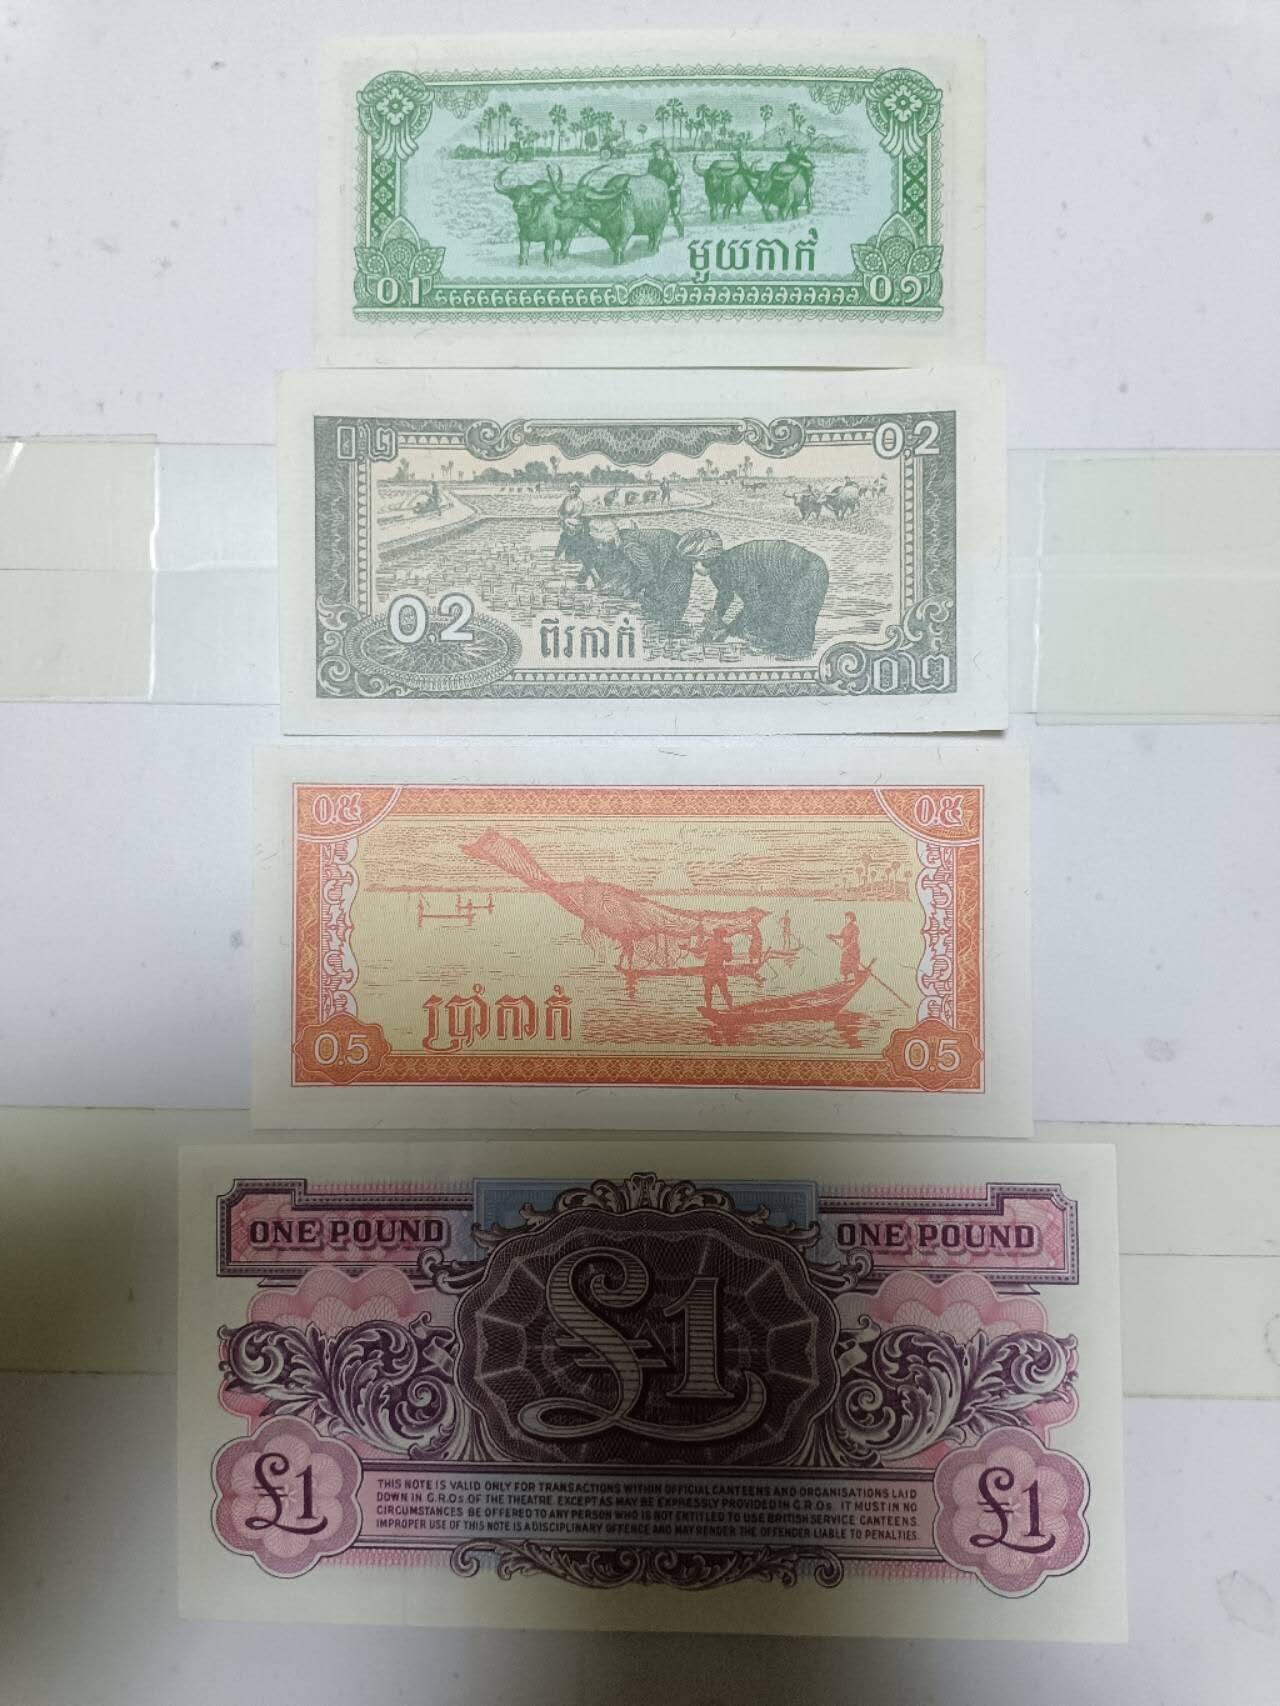 មួយកាក់
0.1
០.១
០.២
0.2
0.2
ពីរកាក់
០.២
០.៥
០.៥
ប្រាំកាក់
0.5
0.5
ONE POUND
ONE POUND
£1
£1
£1
THIS NOTE IS VALID ONLY FOR TRANSACTIONS WITHIN OFFICIAL CANTEENS AND ORGANISATIONS LAID
DOWN IN G.R.Os. OF THE THEATRE. EXCEPT AS MAY BE EXPRESSLY PROVIDED IN G.R.Os. IT MUST IN NO
CIRCUMSTANCES BE OFFERED TO ANY PERSON WHO IS NOT ENTITLED TO USE BRITISH SERVICE CANTEENS.
IMPROPER USE OF THIS NOTE IS A DISCIPLINARY OFFENCE AND MAY RENDER THE OFFENDER LIABLE TO PENALTIES.